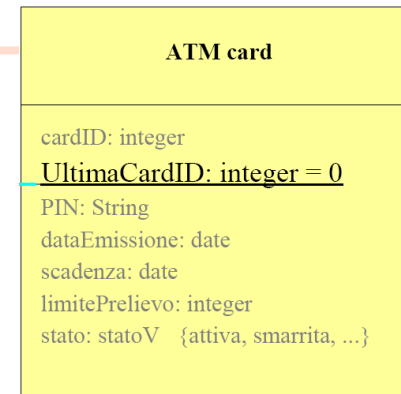 ATM card
cardID: integer
UltimaCardID: integer = 0
PIN: String
dataEmissione: date
scadenza: date
limitePrelievo: integer
stato: statoV {attiva, smarrita, ...}